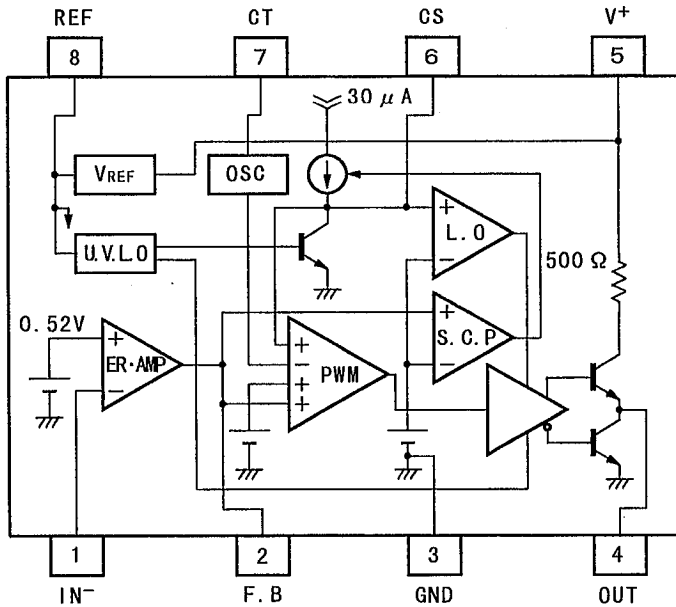 REF CT CS V+
8 7 6 5
30 μA
VREF OSC
+ L.O
U.V.L.O
−
500 Ω
0.52V
+ ER·AMP −
+ S.C.P −
+ − + + PWM
1 2 3 4
IN− F.B GND OUT